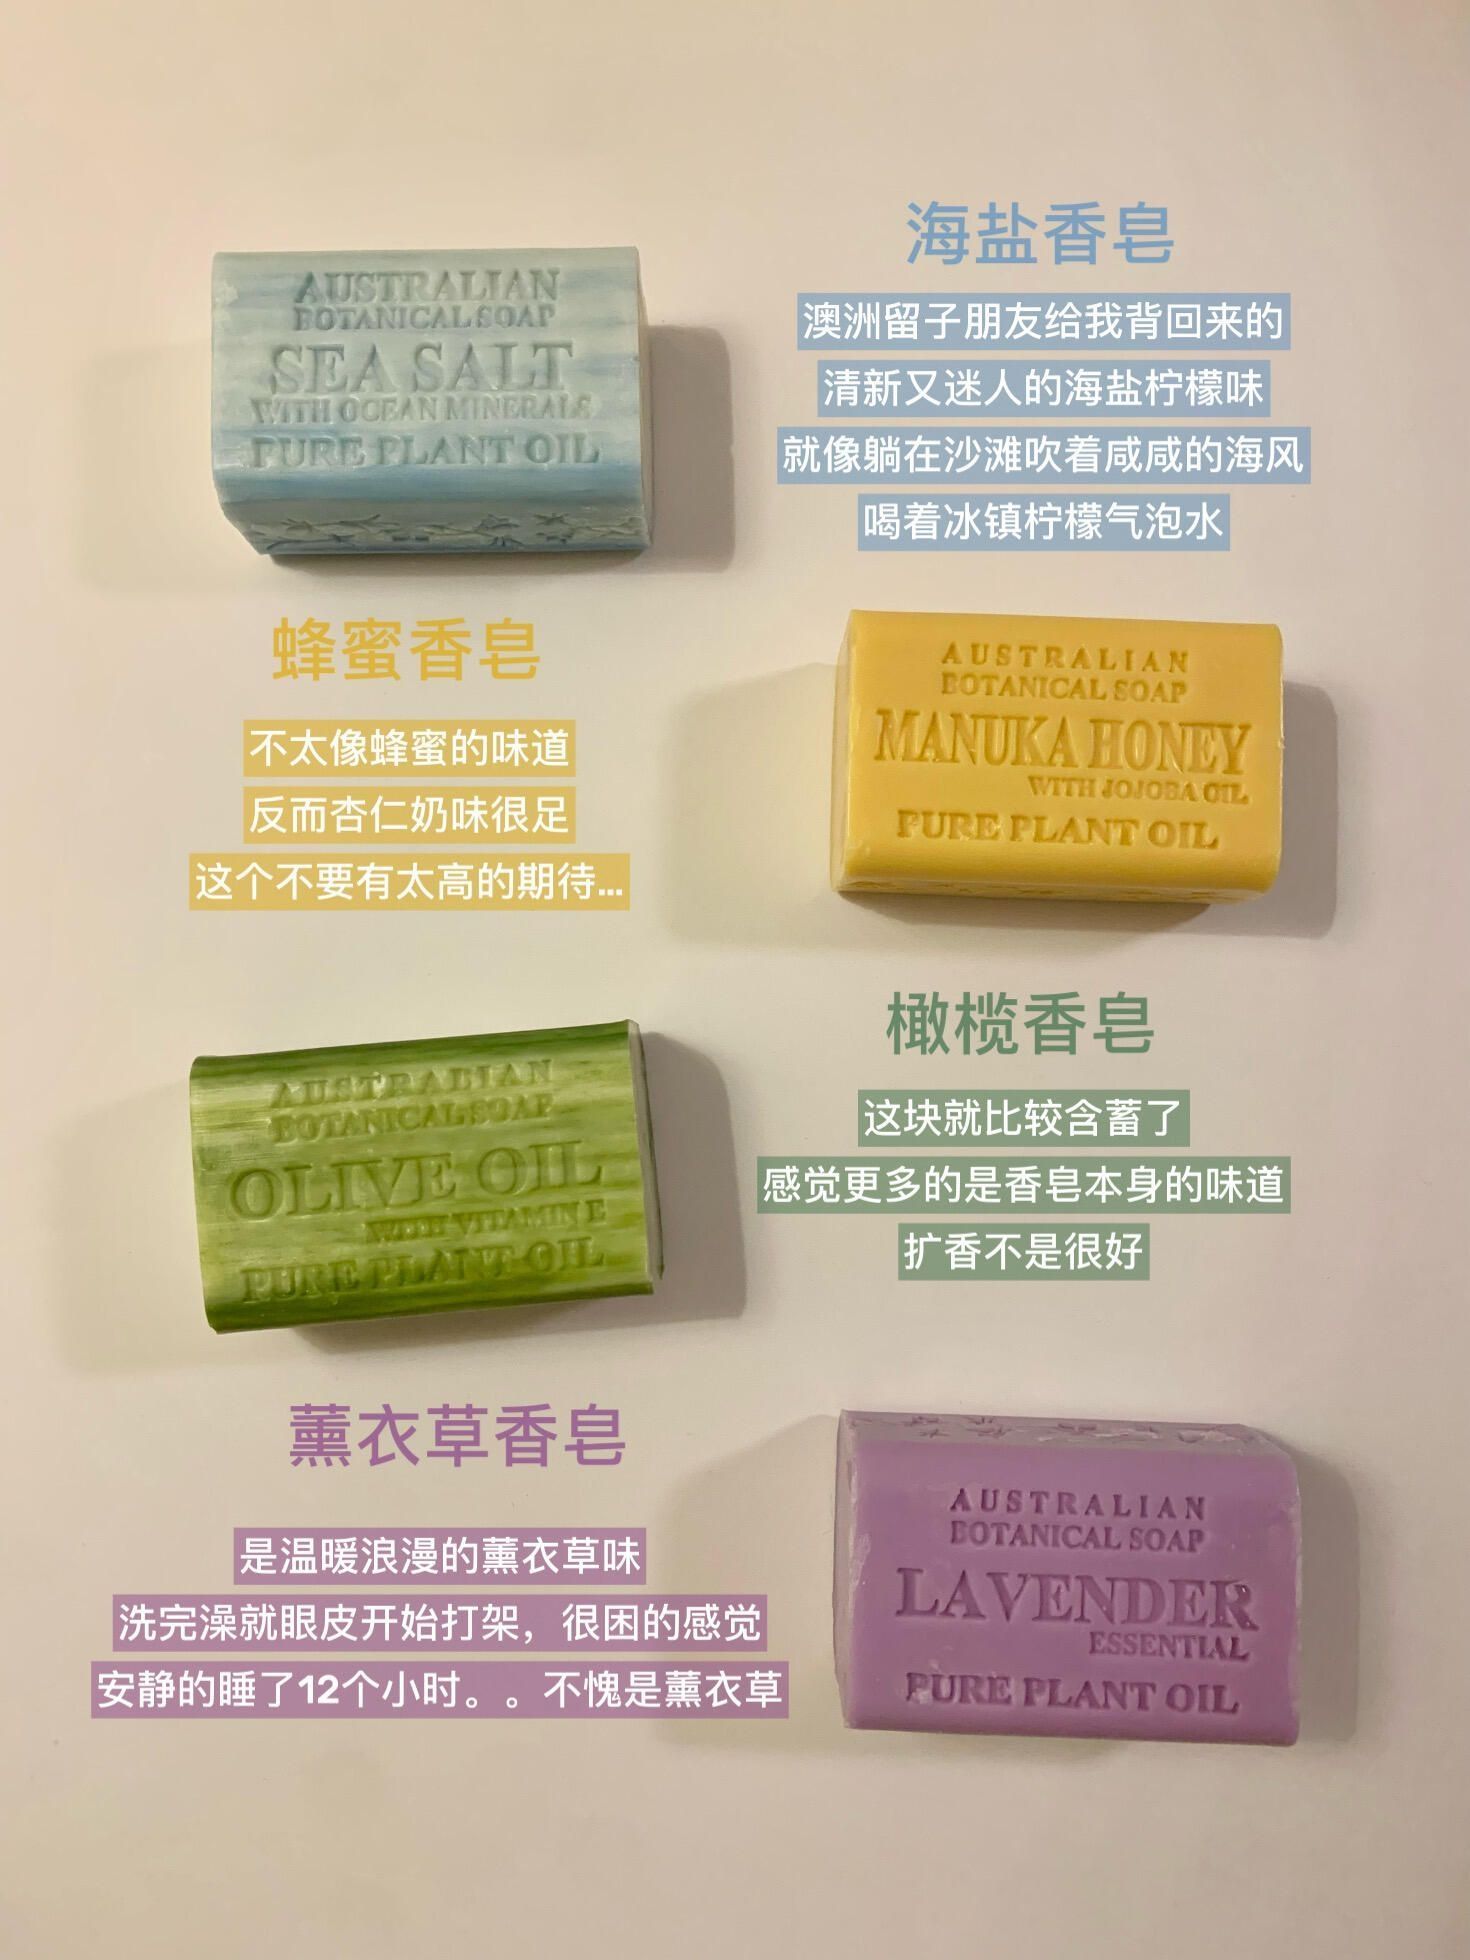 海盐香皂
澳洲留子朋友给我背回来的
清新又迷人的海盐柠檬味
就像躺在沙滩吹着咸咸的海风
喝着冰镇柠檬气泡水
AUSTRALIAN
BOTANICAL SOAP
SEA SALT
WITH OCEAN MINERALS
PURE PLANT OIL
蜂蜜香皂
不太像蜂蜜的味道
反而杏仁奶味很足
这个不要有太高的期待...
AUSTRALIAN
BOTANICAL SOAP
MANUKA HONEY
WITH JOJOBA OIL
PURE PLANT OIL
橄榄香皂
这块就比较含蓄了
感觉更多的是香皂本身的味道
扩香不是很好
AUSTRALIAN
BOTANICAL SOAP
OLIVE OIL
WITH VITAMIN E
PURE PLANT OIL
薰衣草香皂
是温暖浪漫的薰衣草味
洗完澡就眼皮开始打架，很困的感觉
安静的睡了12个小时。。不愧是薰衣草
AUSTRALIAN
BOTANICAL SOAP
LAVENDER
ESSENTIAL
PURE PLANT OIL